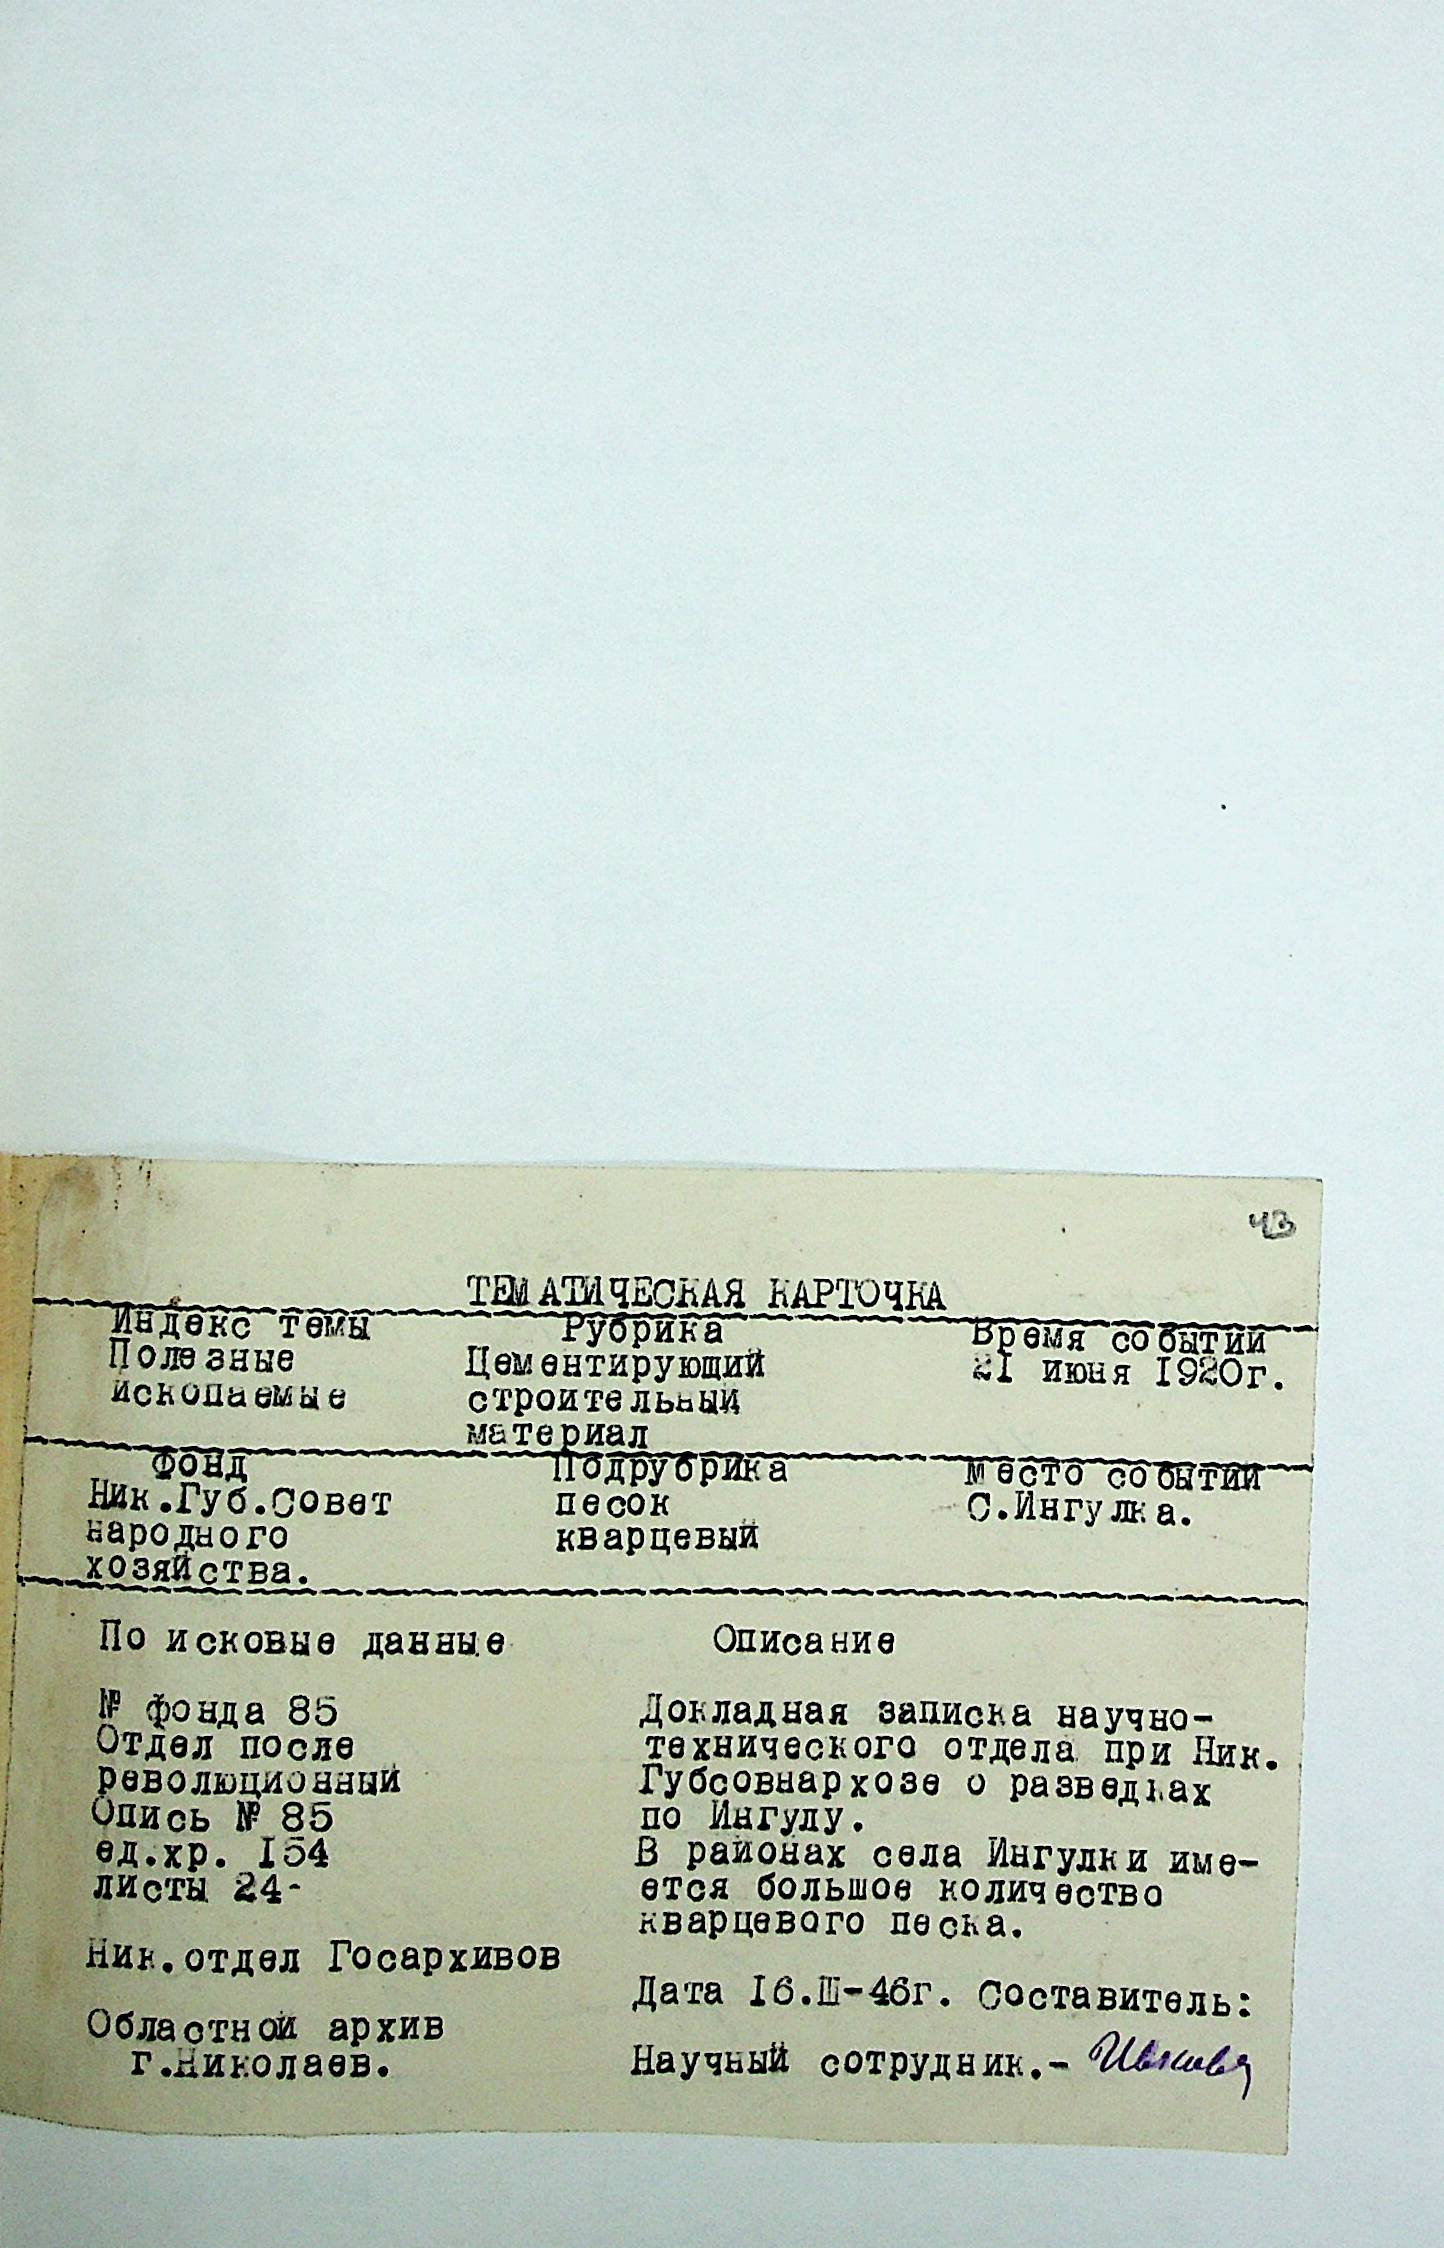 43
ТЕМАТИЧЕСКАЯ КАРТОЧКА
Индекс темы Рубрика Время событий
Полезные Цементирующий 21 июня 1920г.
ископаемые строительный
материал
Фонд Подрубрика Место событий
Ник.Губ.Совет песок С.Ингулка.
народного кварцевый
хозяйства.
Поисковые данные
№ фонда 85
Отдел после
революционный
Опись № 85
ед.хр. 154
листы 24-
Ник.отдел Госархивов
Областной архив
г.Николаев.
Описание
Докладная записка научно-
технического отдела при Ник.
Губсовнархозе о разведках
по Ингулу.
В районах села Ингулки име-
ется большое количество
кварцевого песка.
Дата 16.III-46г. Составитель:
Научный сотрудник.-